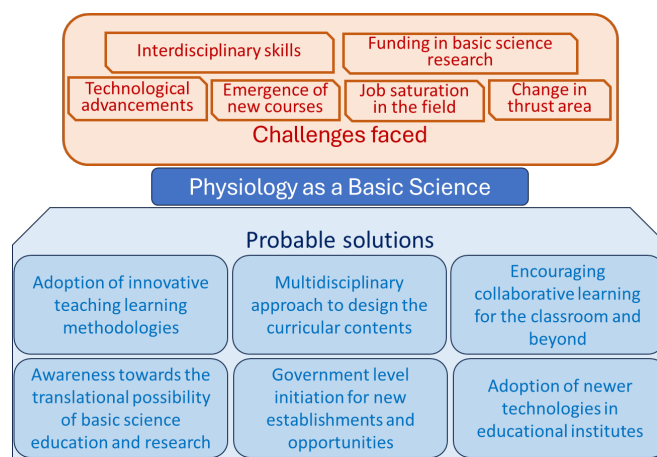 Interdisciplinary skills
Funding in basic science
research
Technological
advancements
Emergence of
new courses
Job saturation
in the field
Change in
thrust area
Challenges faced
Physiology as a Basic Science
Probable solutions
Adoption of innovative
teaching learning
methodologies
Multidisciplinary
approach to design the
curricular contents
Encouraging
collaborative learning
for the classroom and
beyond
Awareness towards the
translational possibility
of basic science
education and research
Government level
initiation for new
establishments and
opportunities
Adoption of newer
technologies in
educational institutes